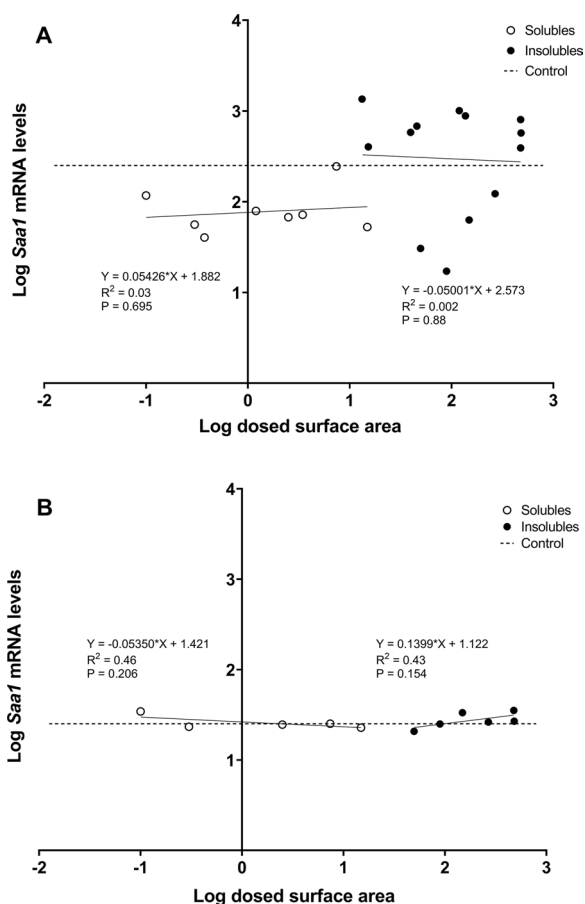 A
Solubles
Insolubles
Control
Log Saa1 mRNA levels
4
3
2
1
Y = 0.05426*X + 1.882
R2 = 0.03
P = 0.695
Y = -0.05001*X + 2.573
R2 = 0.002
P = 0.88
-2 -1 0 1 2 3
Log dosed surface area
B
Solubles
Insolubles
Control
Log Saa1 mRNA levels
4
3
2
1
Y = -0.05350*X + 1.421
R2 = 0.46
P = 0.206
Y = 0.1399*X + 1.122
R2 = 0.43
P = 0.154
-2 -1 0 1 2 3
Log dosed surface area